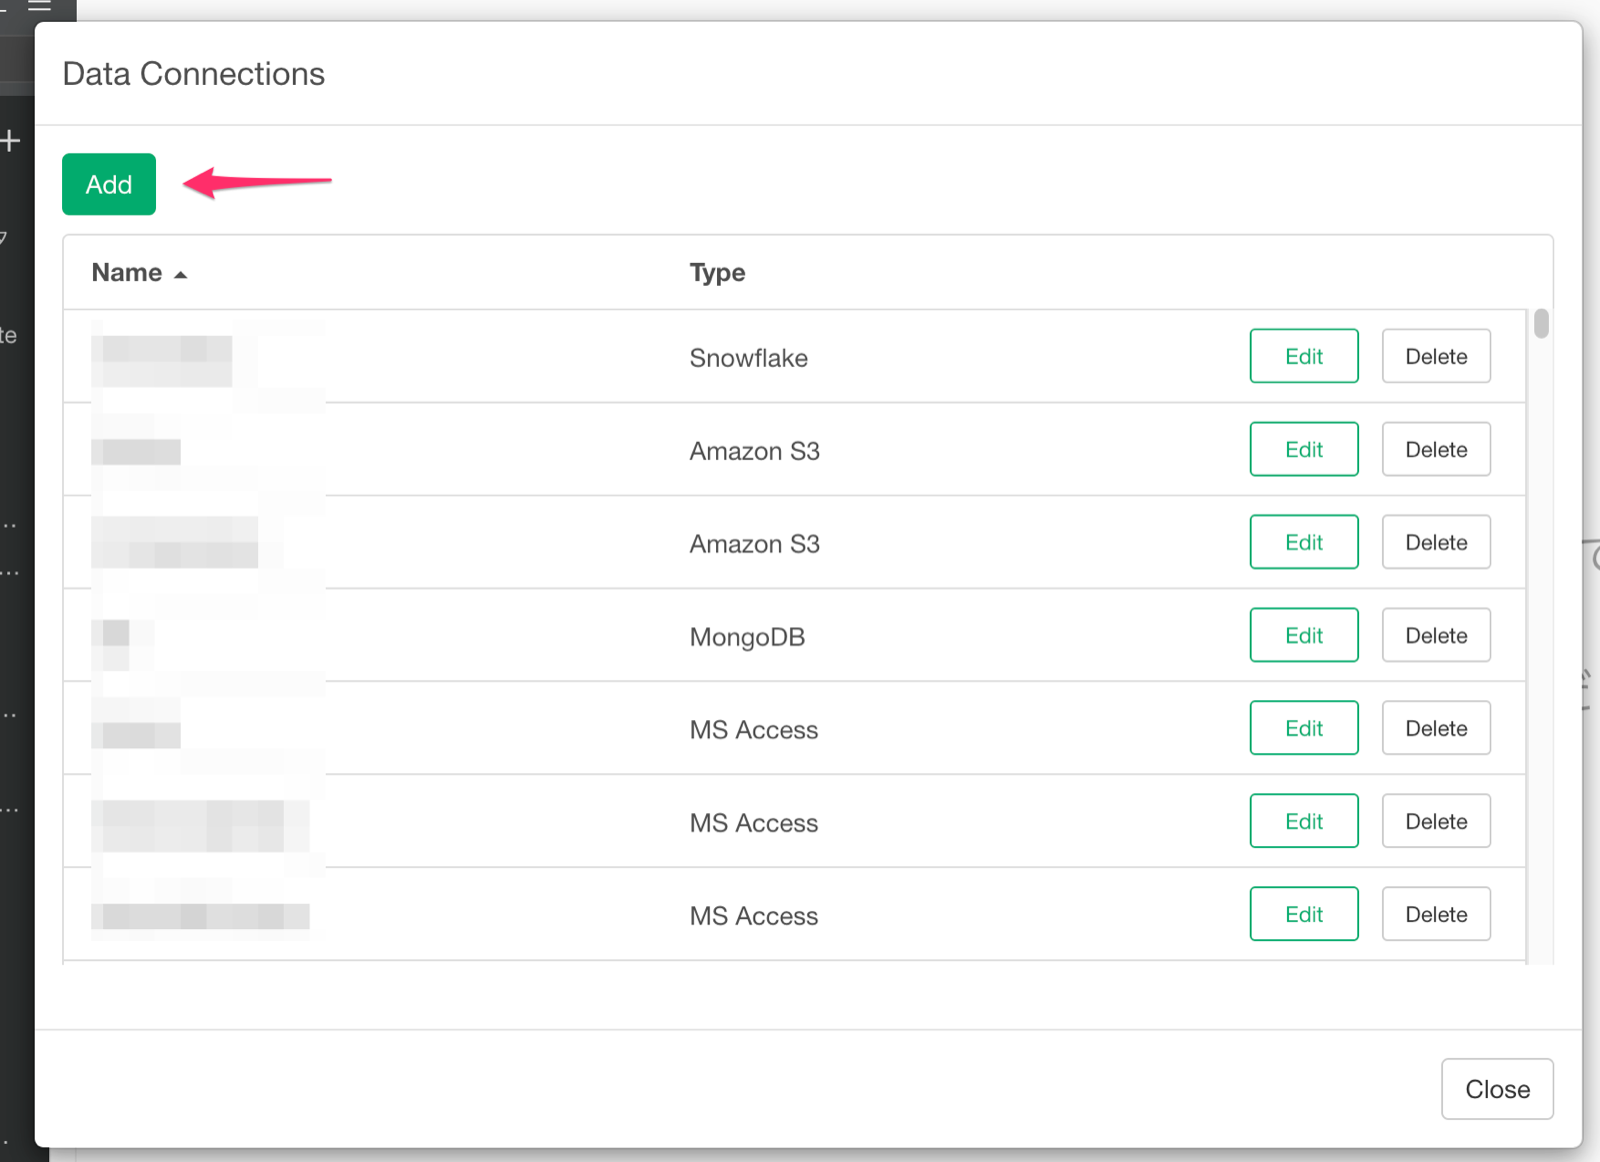 Data Connections
Add
Name Type
Snowflake Edit Delete
Amazon S3 Edit Delete
Amazon S3 Edit Delete
MongoDB Edit Delete
MS Access Edit Delete
MS Access Edit Delete
MS Access Edit Delete
Close